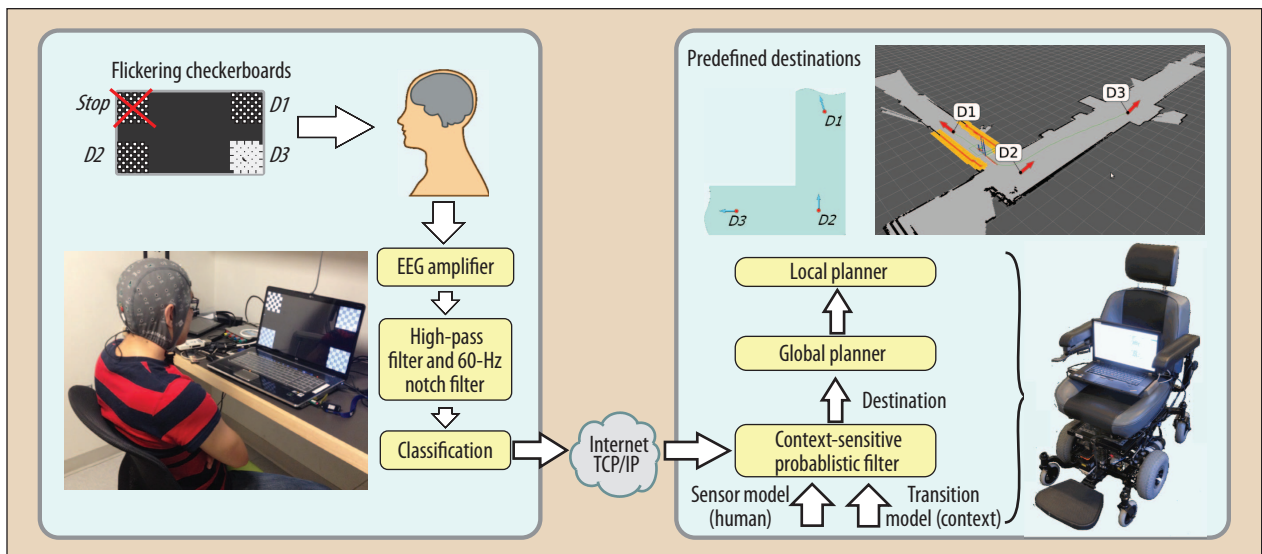 Flickering checkerboards
Stop
D1
D2
D3
EEG amplifier
High-pass
filter and 60-Hz
notch filter
Classification
Internet
TCP/IP
Predefined destinations
D1
D3
D2
D1
D2
D3
Local planner
Global planner
Destination
Context-sensitive
probablistic filter
Sensor model
(human)
Transition
model (context)